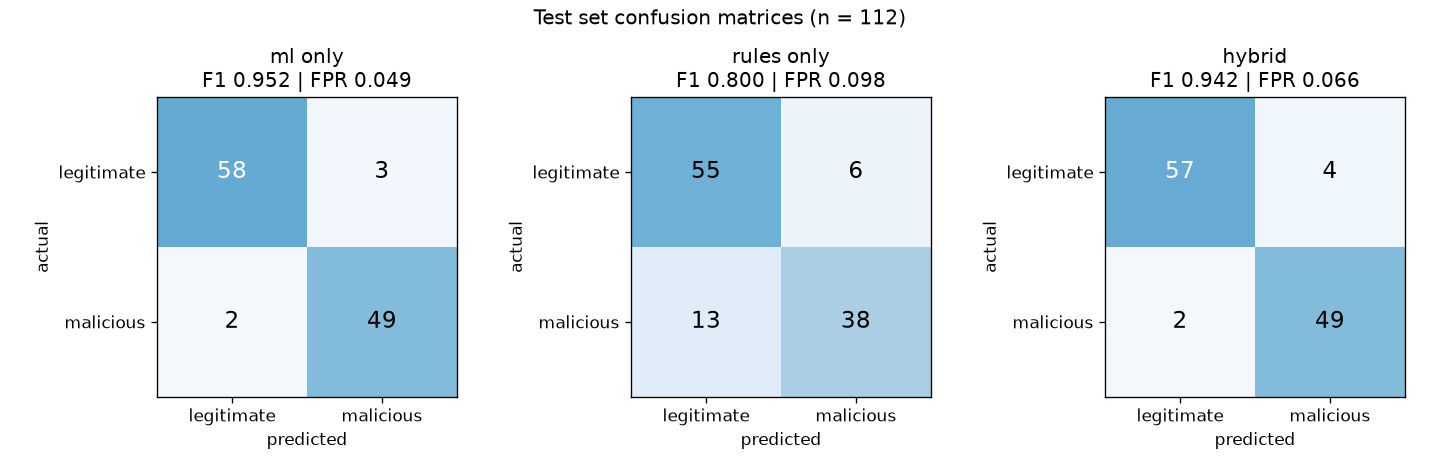 Test set confusion matrices (n = 112)
ml only
F1 0.952 | FPR 0.049
legitimate
58
3
malicious
2
49
actual
legitimate
malicious
predicted
rules only
F1 0.800 | FPR 0.098
legitimate
55
6
malicious
13
38
actual
legitimate
malicious
predicted
hybrid
F1 0.942 | FPR 0.066
legitimate
57
4
malicious
2
49
actual
legitimate
malicious
predicted